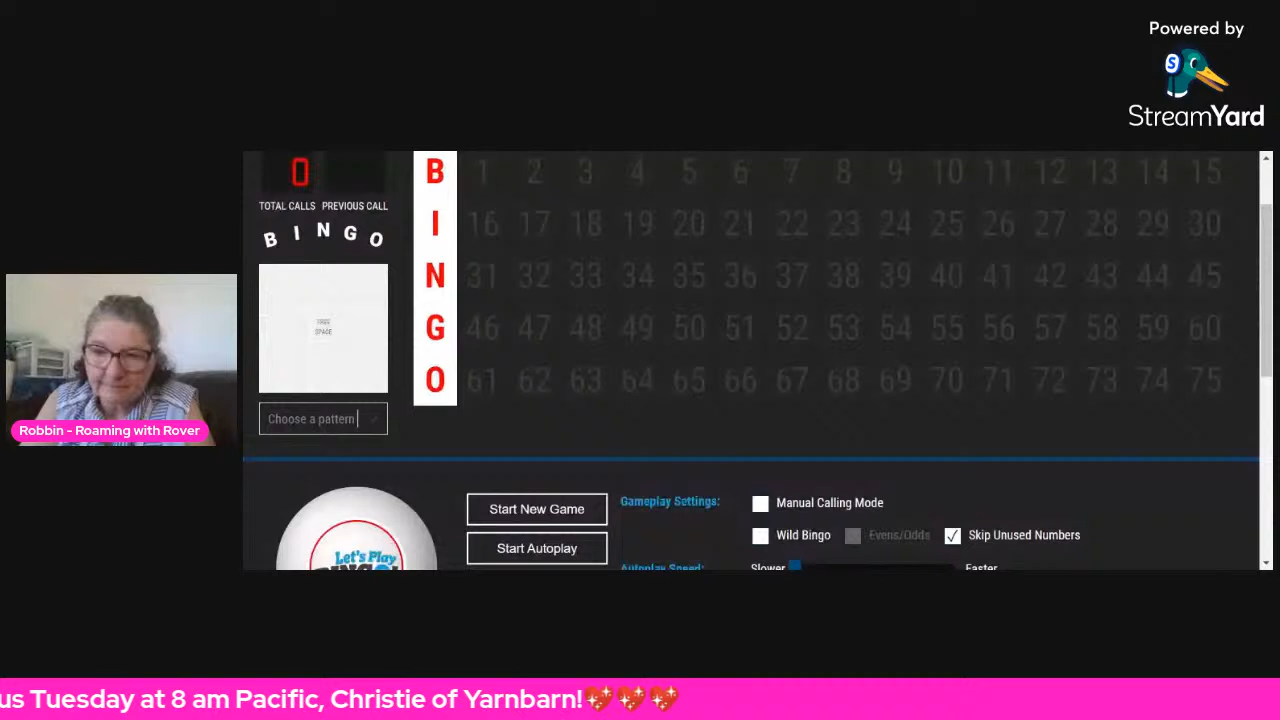 Powered by
S
StreamYard
0
TOTAL CALLS PREVIOUS CALL
B I N G O
FREE
SPACE
Choose a pattern
B 1 2 3 4 5 6 7 8 9 10 11 12 13 14 15
I 16 17 18 19 20 21 22 23 24 25 26 27 28 29 30
N 31 32 33 34 35 36 37 38 39 40 41 42 43 44 45
G 46 47 48 49 50 51 52 53 54 55 56 57 58 59 60
O 61 62 63 64 65 66 67 68 69 70 71 72 73 74 75
Robbin - Roaming with Rover
Let's Play
BINGO!
Start New Game
Start Autoplay
Gameplay Settings:
Manual Calling Mode
Wild Bingo Evens/Odds Skip Unused Numbers
Autoplay Speed: Slower Faster
us Tuesday at 8 am Pacific, Christie of Yarnbarn!💖💖💖